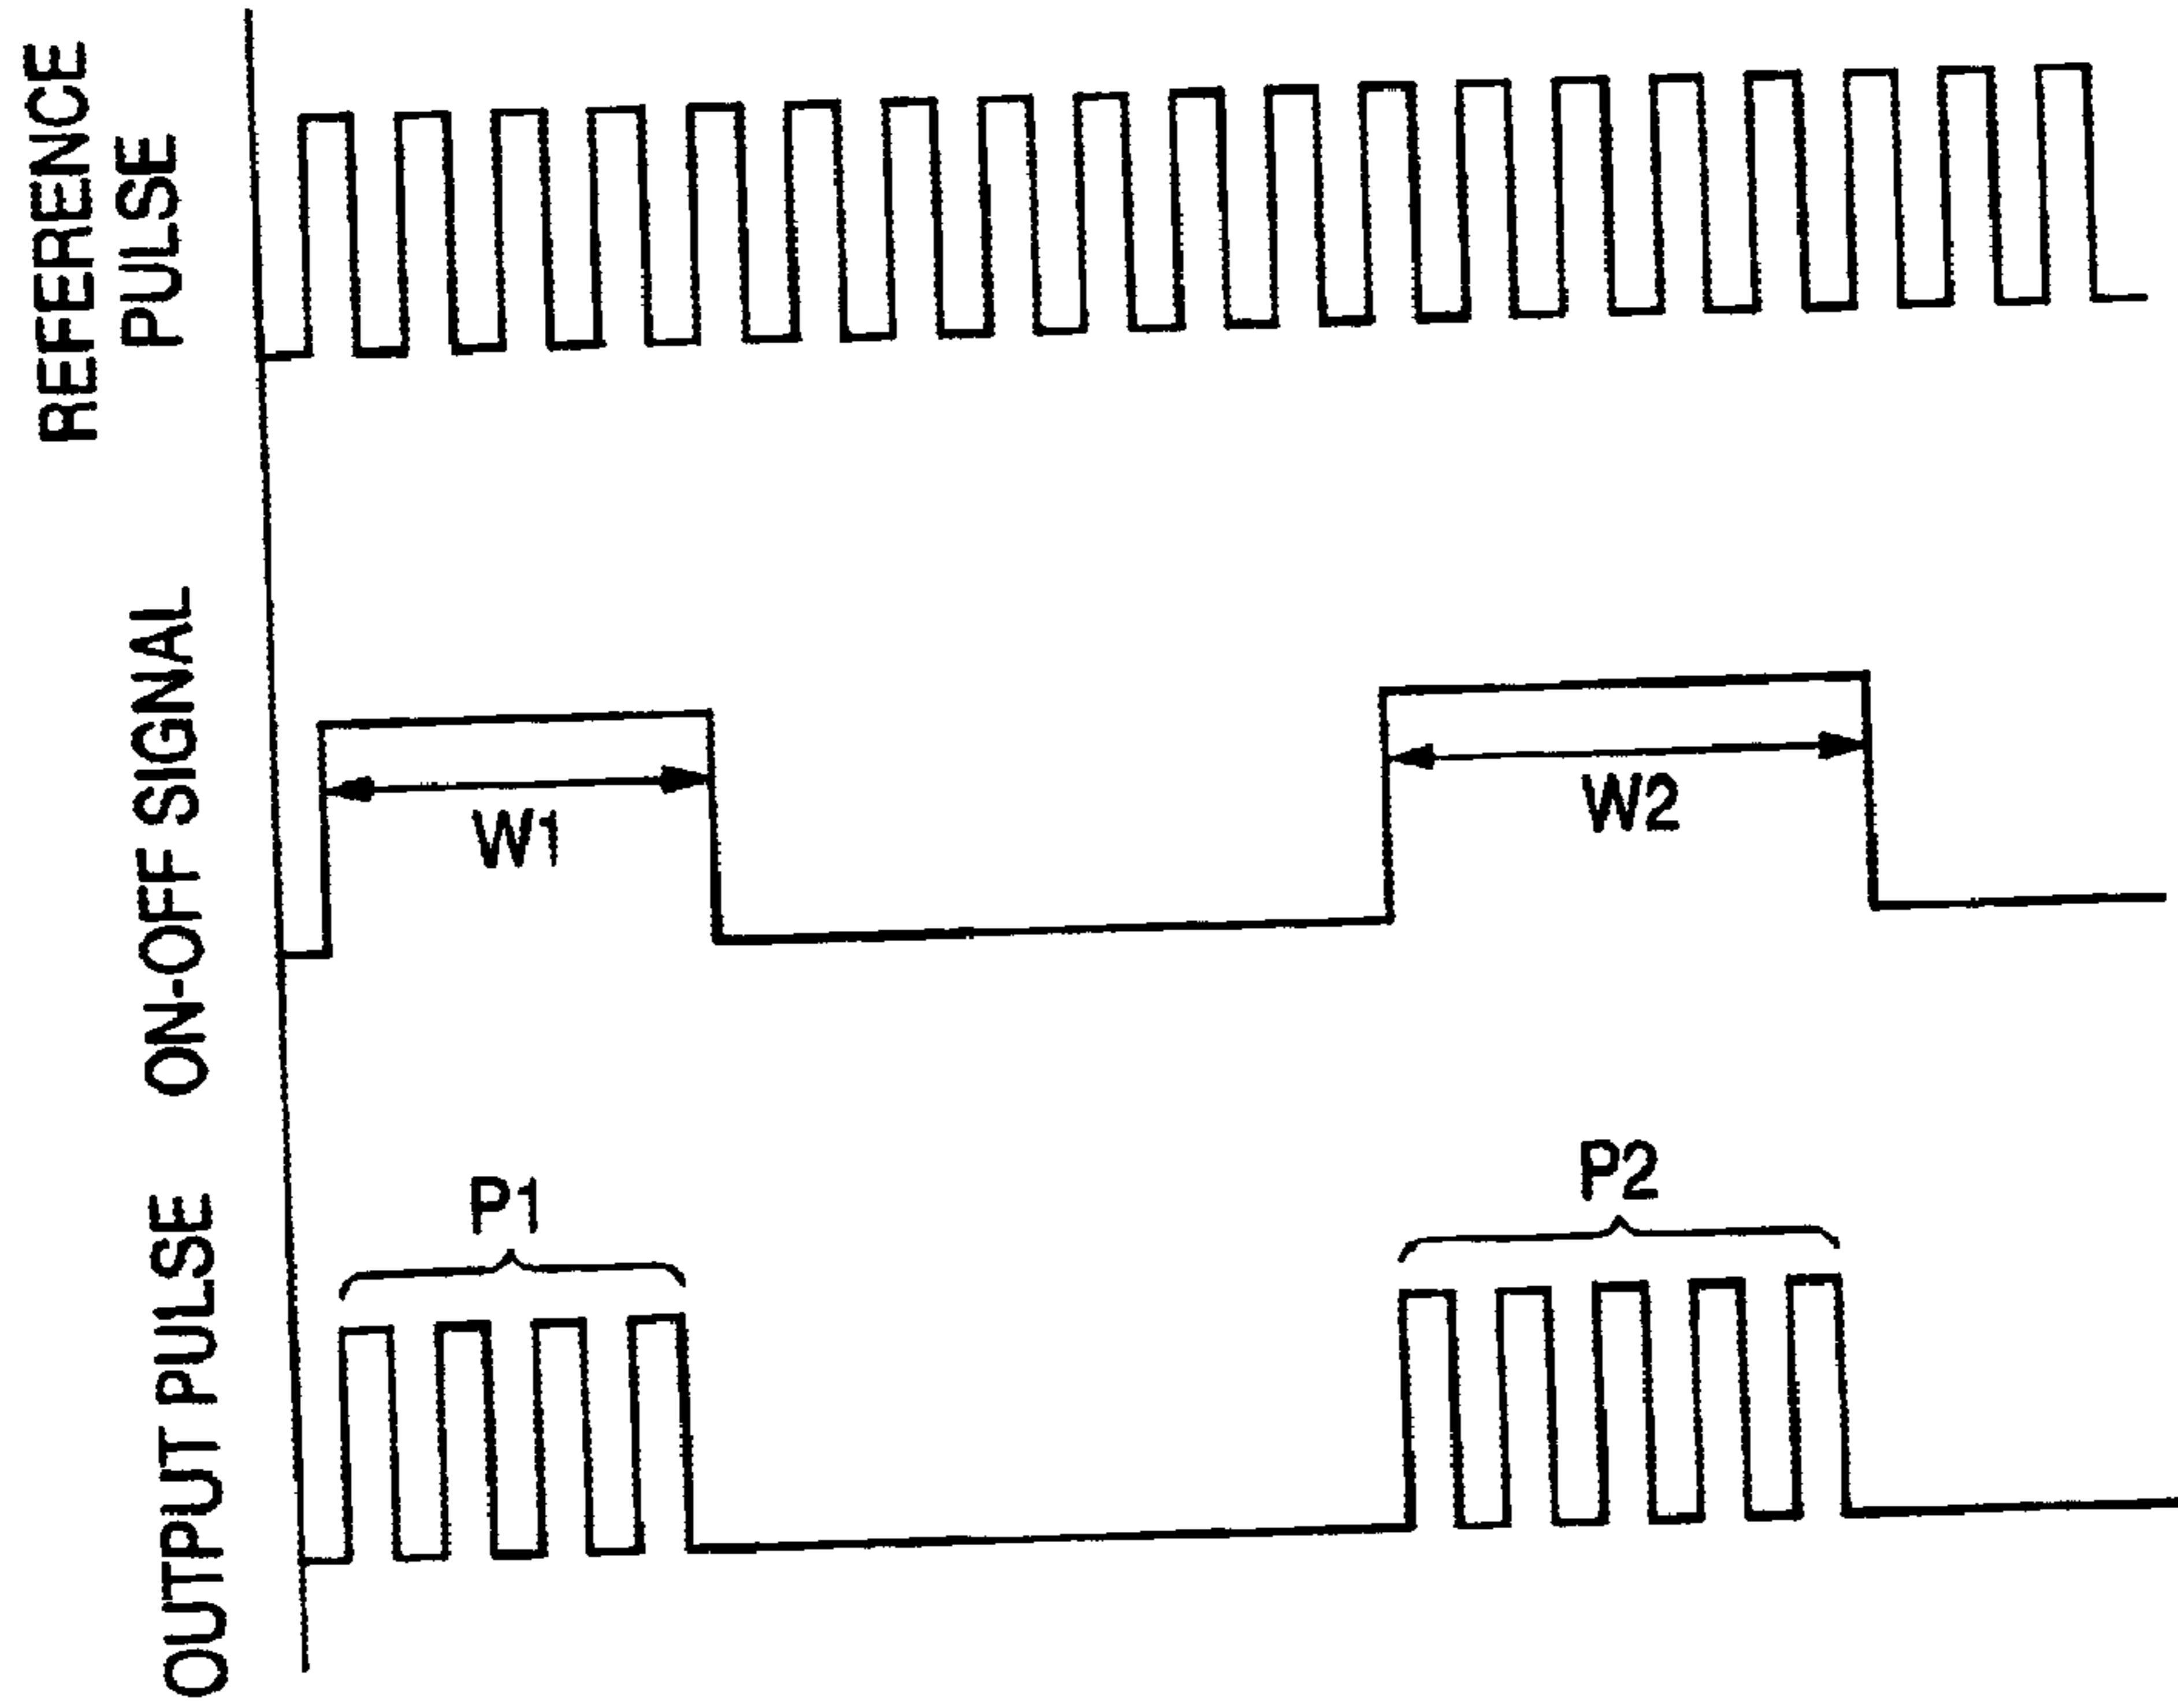 REFERENCE
PULSE
ON-OFF SIGNAL
W1
W2
OUTPUT PULSE
P1
P2